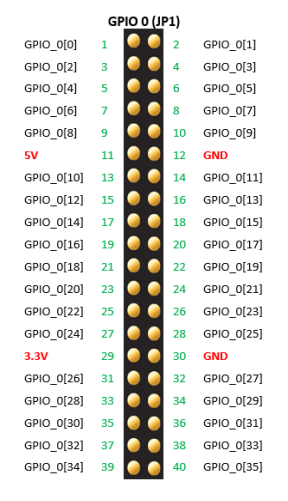 GPIO 0 (JP1)
GPIO_0[0] 1 2 GPIO_0[1]
GPIO_0[2] 3 4 GPIO_0[3]
GPIO_0[4] 5 6 GPIO_0[5]
GPIO_0[6] 7 8 GPIO_0[7]
GPIO_0[8] 9 10 GPIO_0[9]
5V 11 12 GND
GPIO_0[10] 13 14 GPIO_0[11]
GPIO_0[12] 15 16 GPIO_0[13]
GPIO_0[14] 17 18 GPIO_0[15]
GPIO_0[16] 19 20 GPIO_0[17]
GPIO_0[18] 21 22 GPIO_0[19]
GPIO_0[20] 23 24 GPIO_0[21]
GPIO_0[22] 25 26 GPIO_0[23]
GPIO_0[24] 27 28 GPIO_0[25]
3.3V 29 30 GND
GPIO_0[26] 31 32 GPIO_0[27]
GPIO_0[28] 33 34 GPIO_0[29]
GPIO_0[30] 35 36 GPIO_0[31]
GPIO_0[32] 37 38 GPIO_0[33]
GPIO_0[34] 39 40 GPIO_0[35]